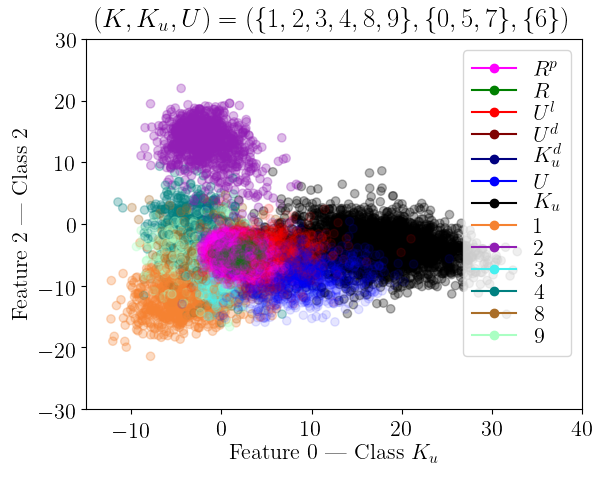 (K, K_u, U) = ({1, 2, 3, 4, 8, 9}, {0, 5, 7}, {6})
30
20
10
0
−10
−20
−30
Feature 2 — Class 2
−10 0 10 20 30 40
Feature 0 — Class K_u
R^p
R
U^l
U^d
K_u^d
U
K_u
1
2
3
4
8
9